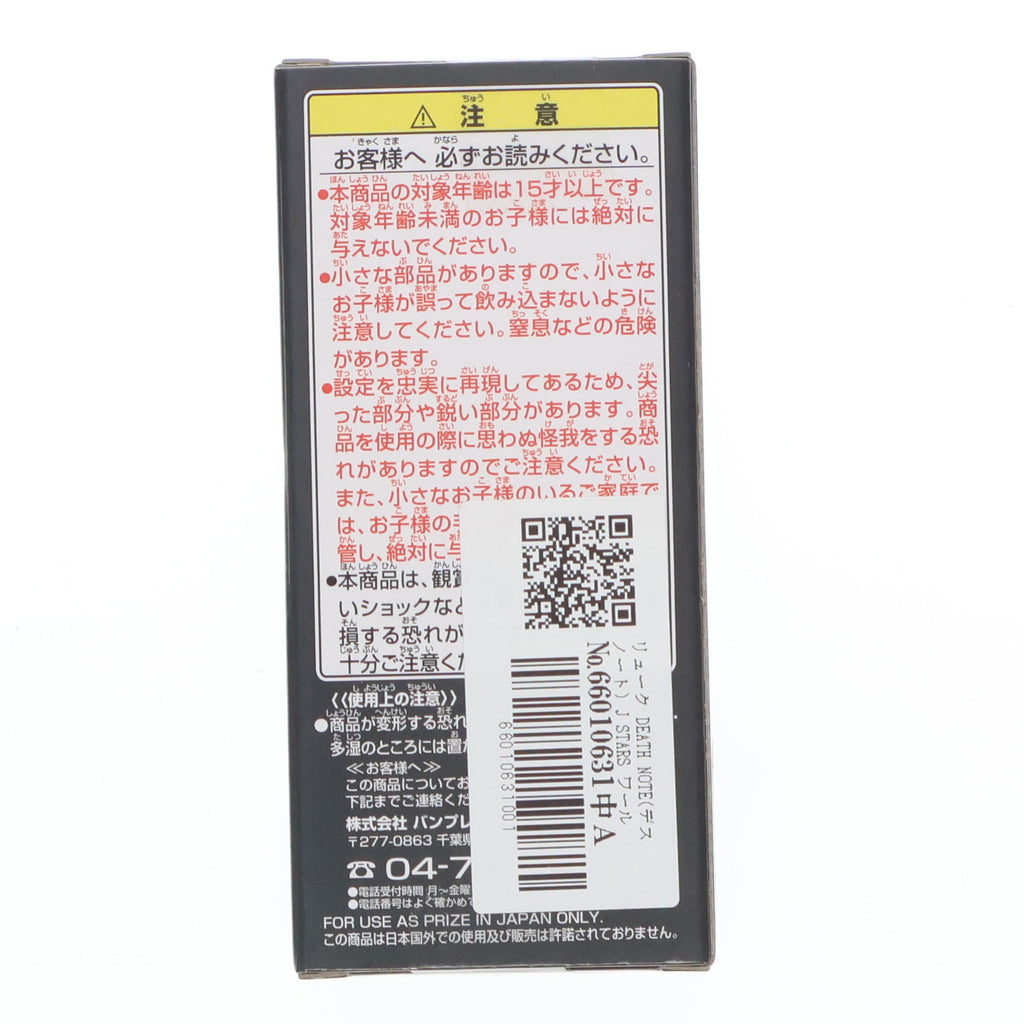 ⚠ 注意
お客様へ 必ずお読みください。
●本商品の対象年齢は15才以上です。
対象年齢未満のお子様には絶対に
与えないでください。
●小さな部品がありますので、小さな
お子様が誤って飲み込まないように
注意してください。窒息などの危険
があります。
●設定を忠実に再現してあるため、尖
った部分や鋭い部分があります。商
品を使用の際に思わぬ怪我をする恐
れがありますのでご注意ください。
また、小さなお子様のいるご家庭で
は、お子様の
管し、絶対に与
●本商品は、観賞
いショックなど
損する恐れが
十分ご注意くだ
《使用上の注意》
●商品が変形する恐れ
多湿のところには置か
≪お客様へ≫
この商品についてお
下記までご連絡くだ
株式会社 バンプレ
〒277-0863 千葉県
☎ 04-7
●電話受付時間 月~金曜
●電話番号はよく確かめて
FOR USE AS PRIZE IN JAPAN ONLY.
この商品は日本国外での使用及び販売は許諾されておりません。
リューク DEATH NOTE(デス
ノート) J STARS ワール
No.66010631中A
66010631001